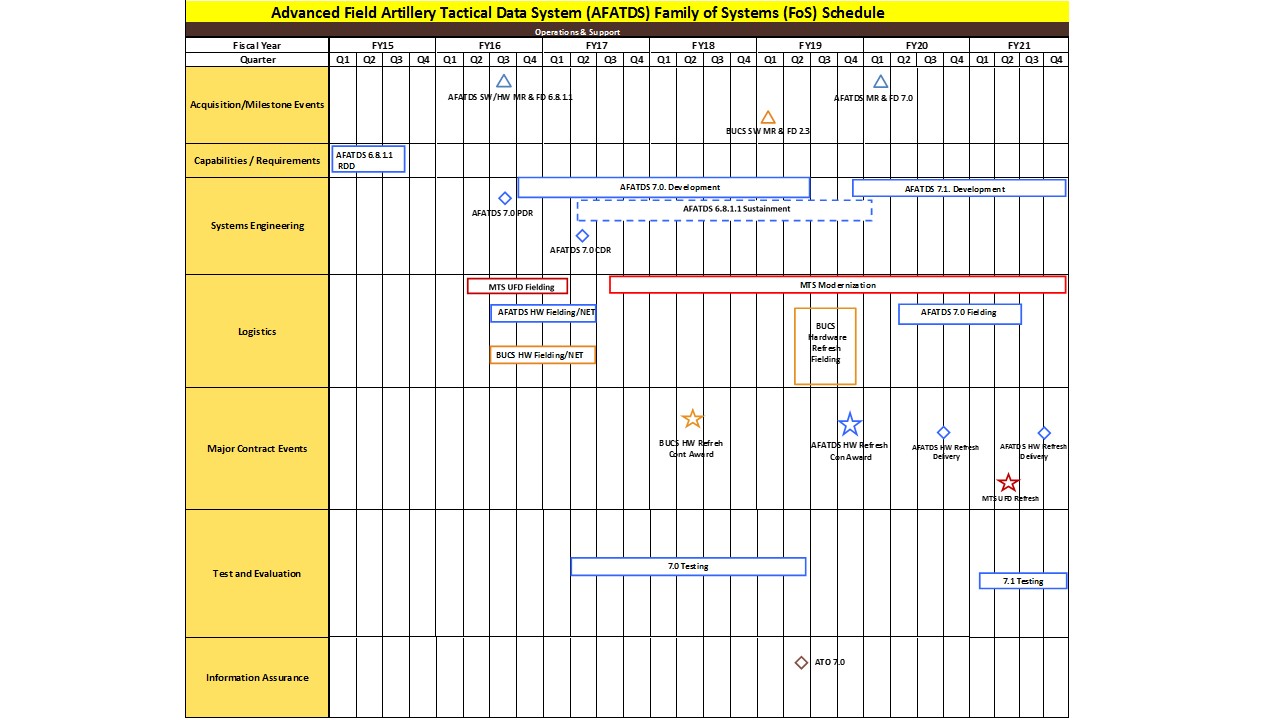 Advanced Field Artillery Tactical Data System (AFATDS) Family of Systems (FoS) Schedule
Operations & Support
Fiscal Year FY15 FY16 FY17 FY18 FY19 FY20 FY21
Quarter Q1 Q2 Q3 Q4 Q1 Q2 Q3 Q4 Q1 Q2 Q3 Q4 Q1 Q2 Q3 Q4 Q1 Q2 Q3 Q4 Q1 Q2 Q3 Q4 Q1 Q2 Q3 Q4
Acquisition/Milestone Events
AFATDS SW/HW MR & FD 6.8.1.1
AFATDS MR & FD 7.0
BUCS SW MR & FD 2.3
Capabilities / Requirements
AFATDS 6.8.1.1
RDD
Systems Engineering
AFATDS 7.0. Development
AFATDS 7.1. Development
AFATDS 6.8.1.1 Sustainment
AFATDS 7.0 PDR
AFATDS 7.0 CDR
Logistics
MTS UFD Fielding
MTS Modernization
AFATDS HW Fielding/NET
AFATDS 7.0 Fielding
BUCS HW Fielding/NET
BUCS
Hardware
Refresh
Fielding
Major Contract Events
BUCS HW Refreh
Cont Award
AFATDS HW Refresh
Con Award
AFATDS HW Refresh
Delivery
AFATDS HW Refresh
Delivery
MTS UFD Refresh
Test and Evaluation
7.0 Testing
7.1 Testing
Information Assurance
ATO 7.0